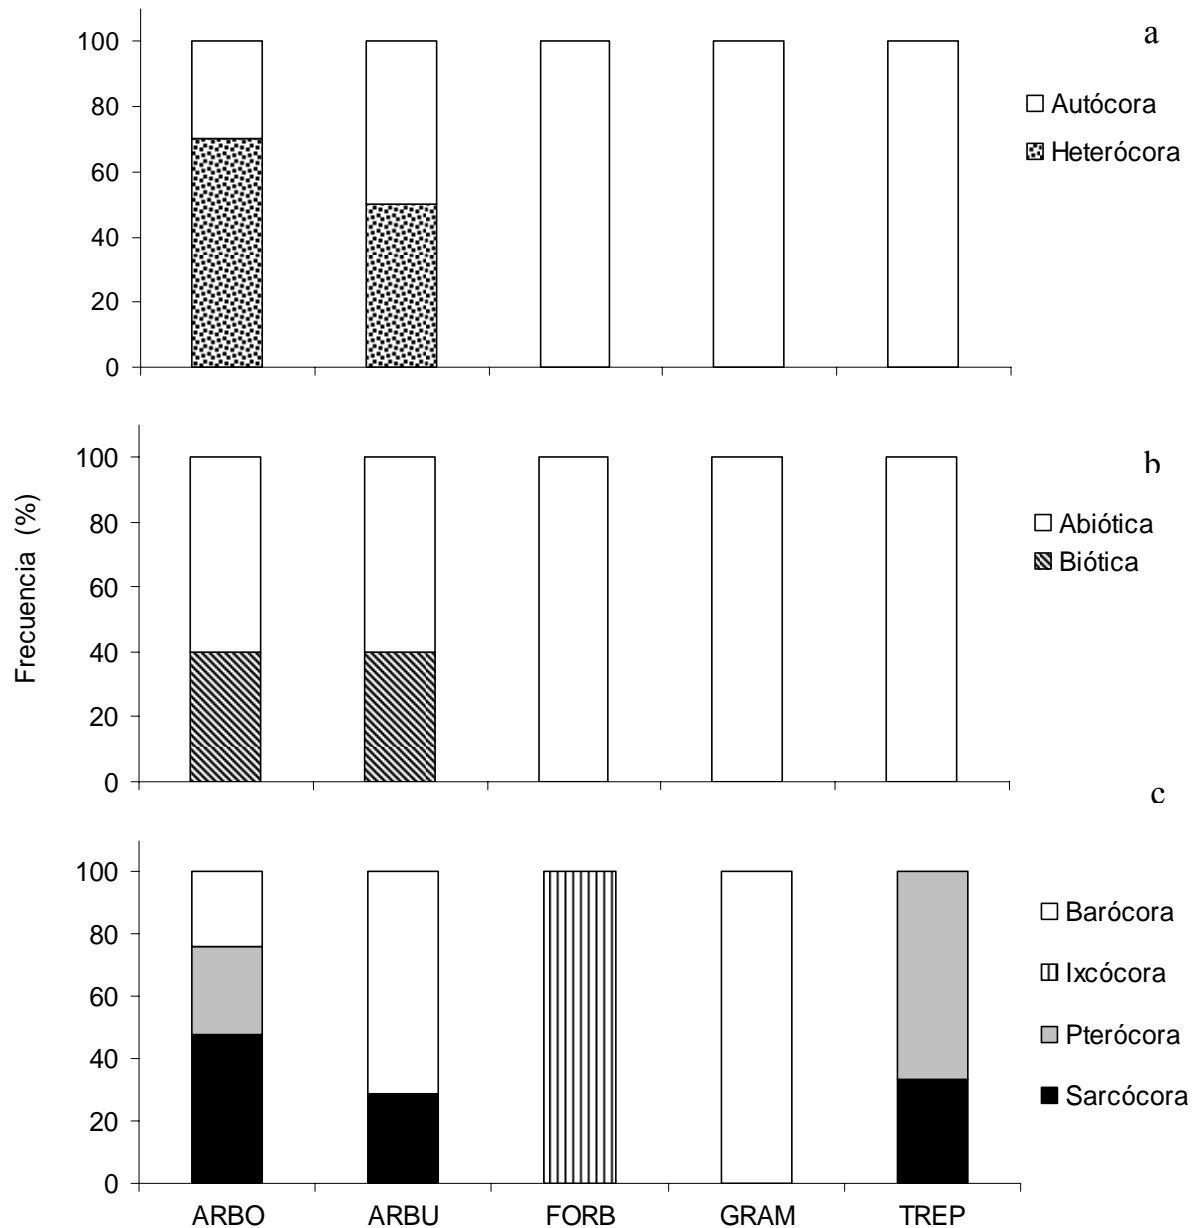 a
100
80
60
40
20
0
Autócora
Heterócora
b
Frecuencia (%)
100
80
60
40
20
0
Abiótica
Biótica
c
100
80
60
40
20
0
Barócora
Ixcócora
Pterócora
Sarcócora
ARBO ARBU FORB GRAM TREP